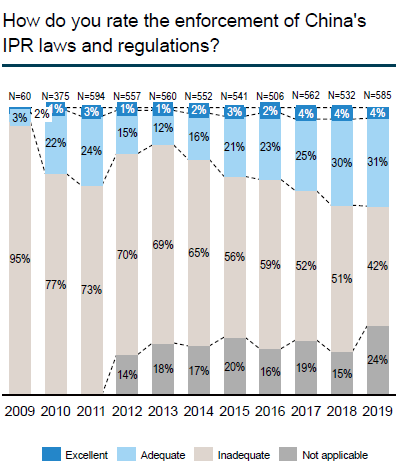 How do you rate the enforcement of China's
IPR laws and regulations?
N=60 N=375 N=594 N=557 N=560 N=552 N=541 N=506 N=562 N=532 N=585
3% 2% 1% 3% 1% 1% 2% 3% 2% 4% 4% 4%
22% 24% 15% 12% 16% 21% 23% 25% 30% 31%
95% 77% 73% 70% 69% 65% 56% 59% 52% 51% 42%
14% 18% 17% 20% 16% 19% 15% 24%
2009 2010 2011 2012 2013 2014 2015 2016 2017 2018 2019
Excellent Adequate Inadequate Not applicable